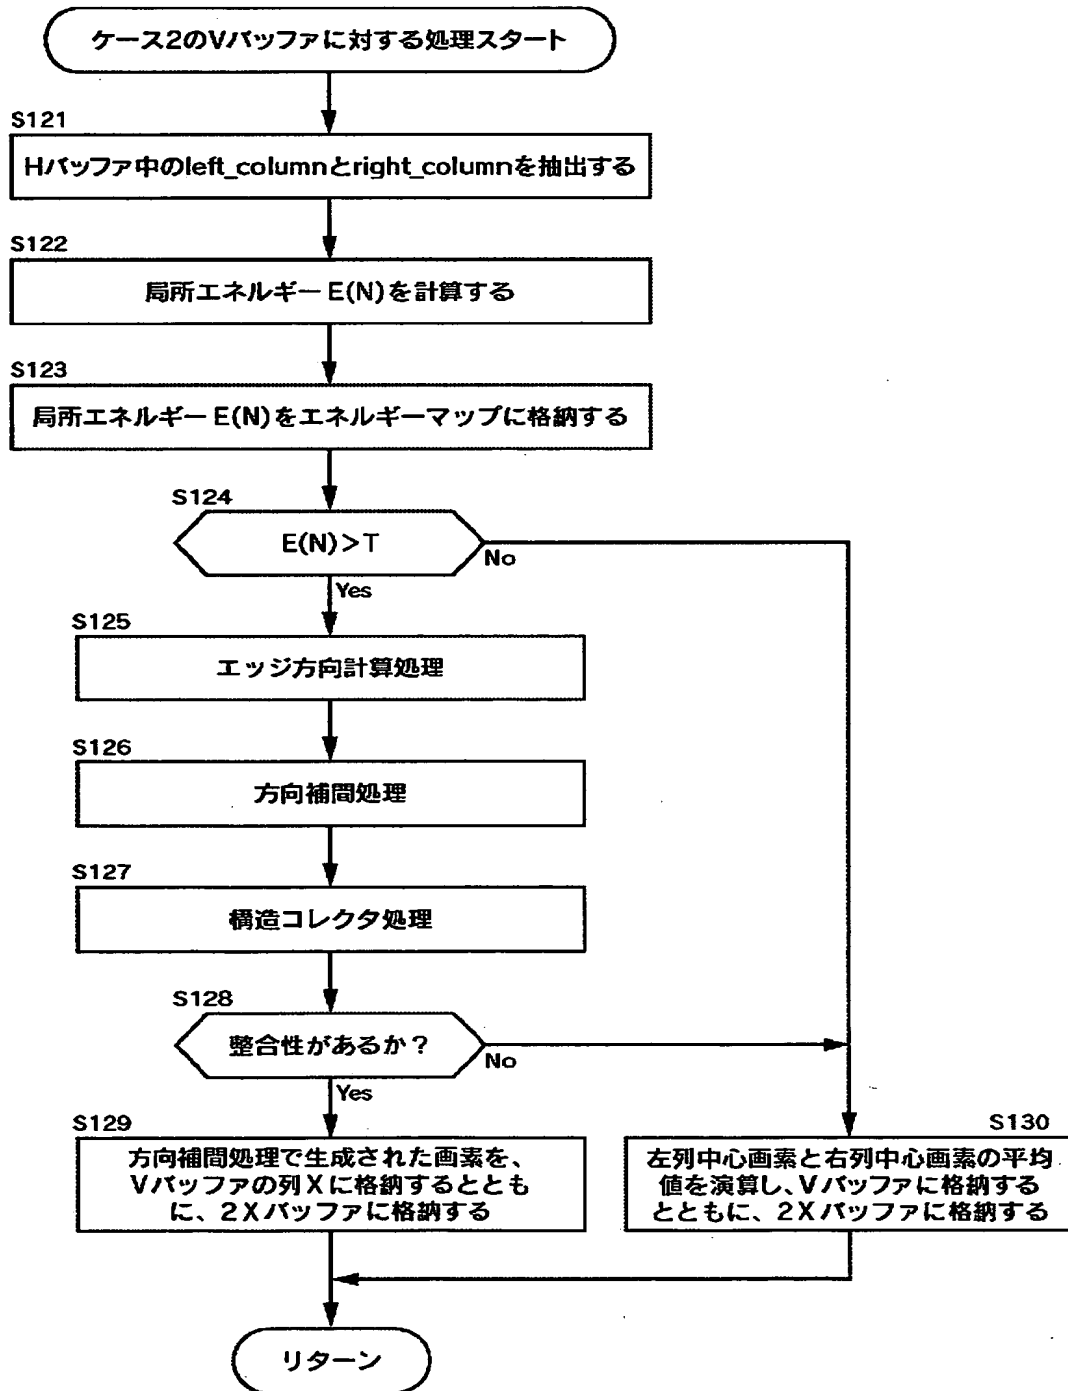 ケース2のVバッファに対する処理スタート
S121
Hバッファ中のleft_columnとright_columnを抽出する
S122
局所エネルギーE(N)を計算する
S123
局所エネルギーE(N)をエネルギーマップに格納する
S124
E(N)>T
No
Yes
S125
エッジ方向計算処理
S126
方向補間処理
S127
構造コレクタ処理
S128
整合性があるか？
No
Yes
S129
方向補間処理で生成された画素を、
Vバッファの列Xに格納するととも
に、2Xバッファに格納する
S130
左列中心画素と右列中心画素の平均
値を演算し、Vバッファに格納する
とともに、2Xバッファに格納する
リターン